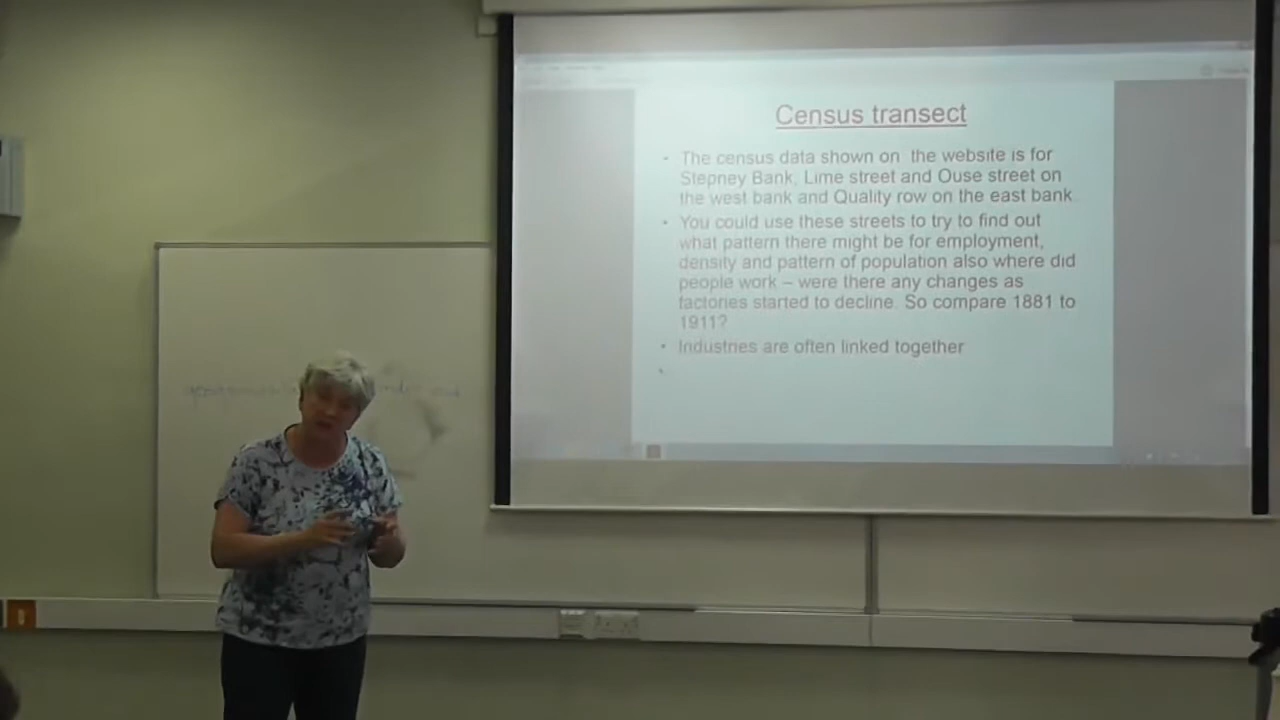 Census transect
The census data shown on the website is for
Stepney Bank, Lime street and Ouse street on
the west bank and Quality row on the east bank
You could use these streets to try to find out
what pattern there might be for employment,
density and pattern of population also where did
people work – were there any changes as
factories started to decline. So compare 1881 to
1911?
Industries are often linked together